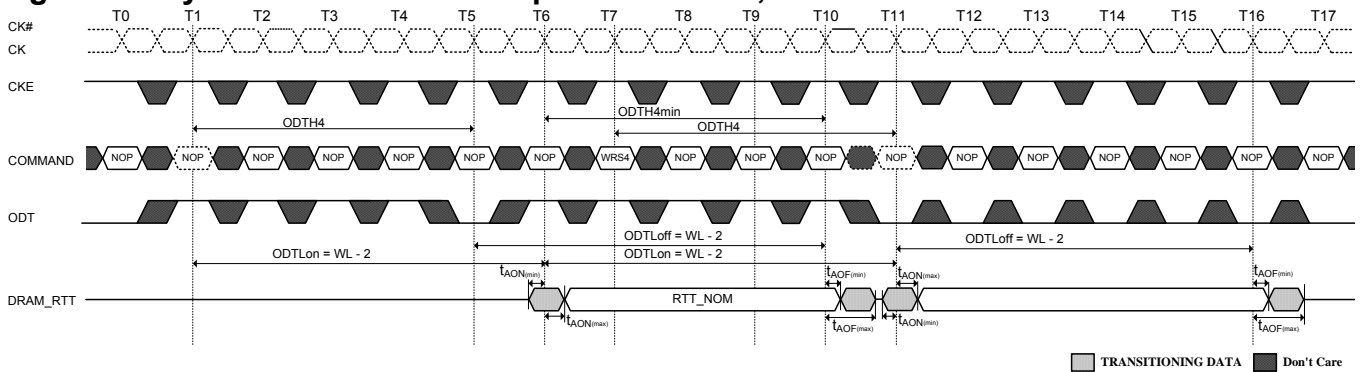 T0 T1 T2 T3 T4 T5 T6 T7 T8 T9 T10 T11 T12 T13 T14 T15 T16 T17
CK#
CK
CKE
ODTH4min
ODTH4 ODTH4
COMMAND NOP NOP NOP NOP NOP NOP NOP WRS4 NOP NOP NOP NOP NOP NOP NOP NOP NOP NOP
ODT
ODTLoff = WL - 2 ODTLoff = WL - 2
ODTLon = WL - 2 ODTLon = WL - 2
tAON(min) tAOF(min) tAON(max) tAOF(min)
DRAM_RTT RTT_NOM
tAON(max) tAOF(max) tAON(min) tAOF(max)
TRANSITIONING DATA Don't Care